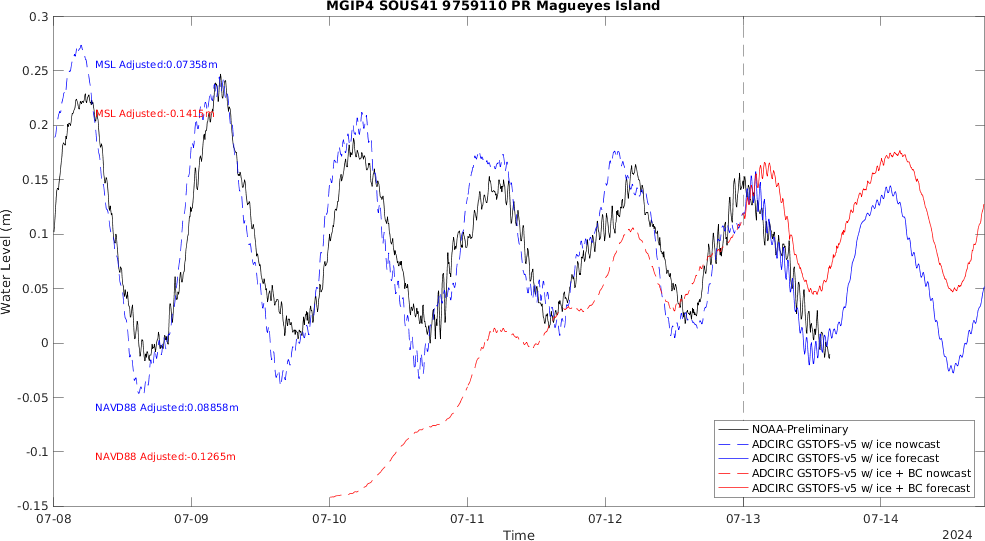 MGIP4 SOUS41 9759110 PR Magueyes Island
0.3
0.25
0.2
0.15
0.1
0.05
0
-0.05
-0.1
-0.15
Water Level (m)
MSL Adjusted:0.07358m
MSL Adjusted:-0.1415m
NAVD88 Adjusted:0.08858m
NAVD88 Adjusted:-0.1265m
NOAA-Preliminary
ADCIRC GSTOFS-v5 w/ ice nowcast
ADCIRC GSTOFS-v5 w/ ice forecast
ADCIRC GSTOFS-v5 w/ ice + BC nowcast
ADCIRC GSTOFS-v5 w/ ice + BC forecast
07-08 07-09 07-10 07-11 07-12 07-13 07-14
Time
2024